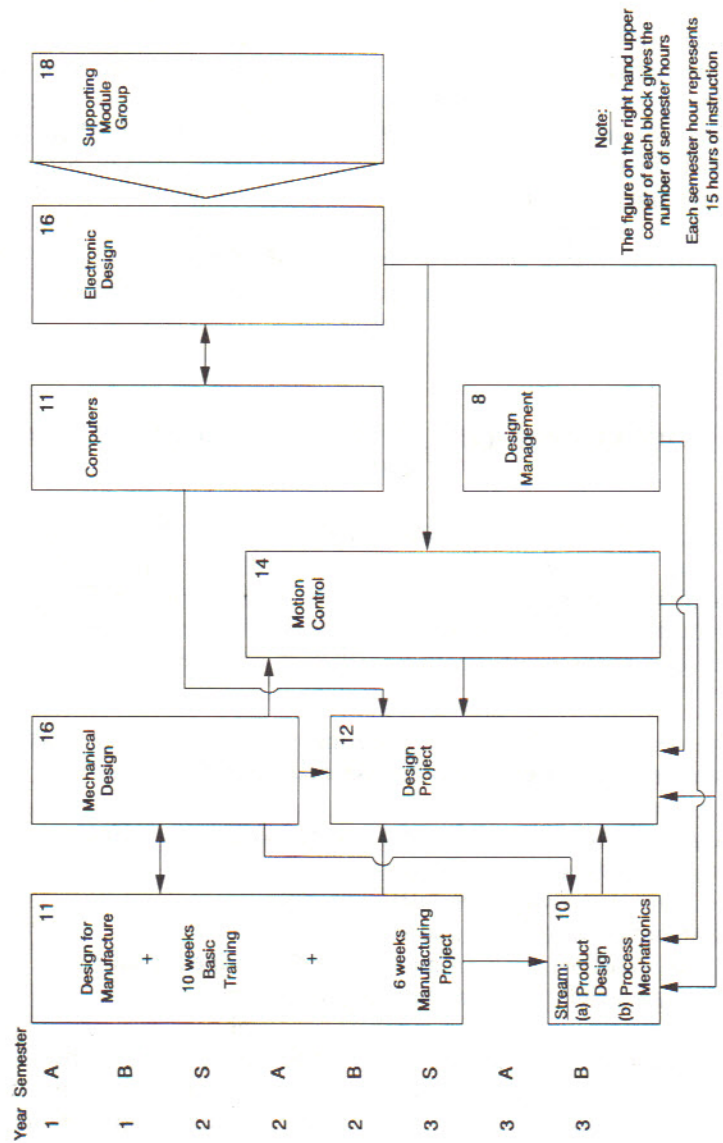 Year Semester
1 A
1 B
2 S
2 A
2 B
3 S
3 A
3 B
11
Design for
Manufacture
+
10 weeks
Basic
Training
+
6 weeks
Manufacturing
Project
10
Stream:
(a) Product
Design
(b) Process
Mechatronics
16
Mechanical
Design
12
Design
Project
14
Motion
Control
11
Computers
8
Design
Management
16
Electronic
Design
18
Supporting
Module
Group
Note:
The figure on the right hand upper
corner of each block gives the
number of semester hours
Each semester hour represents
15 hours of instruction